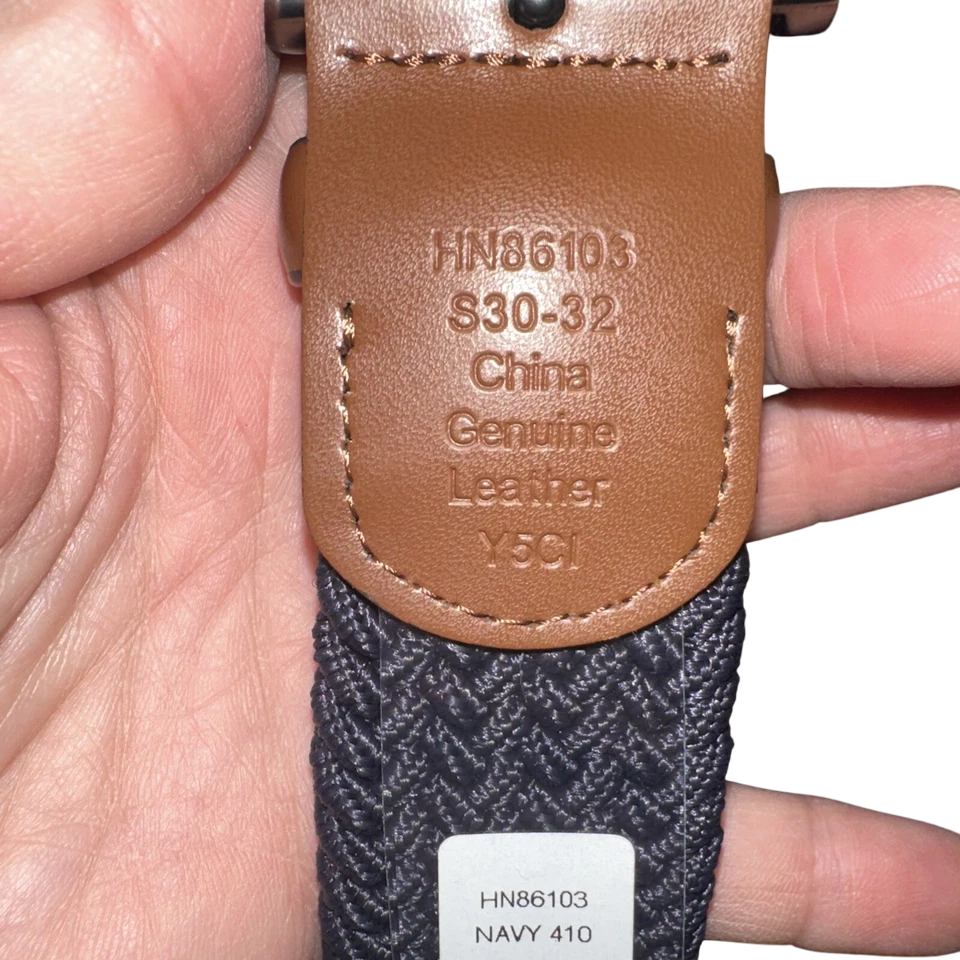 HN86103
S30-32
China
Genuine
Leather
Y5CI
HN86103
NAVY 410